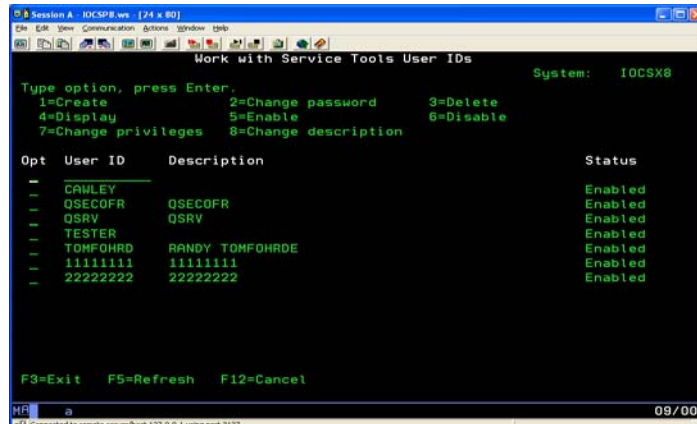 Session A - IOCSPB.ws - [24 x 80]
File Edit View Communication Actions Window Help
Work with Service Tools User IDs
System: IOCSX8
Type option, press Enter.
1=Create 2=Change password 3=Delete
4=Display 5=Enable 6=Disable
7=Change privileges 8=Change description
Opt User ID Description Status
CAWLEY Enabled
QSECOFR QSECOFR Enabled
QSRV QSRV Enabled
TESTER Enabled
TOMFOHRD RANDY TOMFOHRDE Enabled
11111111 11111111 Enabled
22222222 22222222 Enabled
F3=Exit F5=Refresh F12=Cancel
MA a 09/00